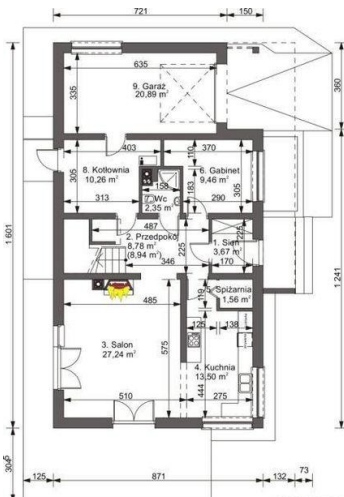 721
150
635
9. Garaż
20,89 m²
335
360
403
370
110
8. Kotłownia
10,26 m²
6. Gabinet
9,46 m²
305
305
158
183
Wc
2,35 m²
313
290
487
2. Przedpokój
8,78 m²
(8,94 m²)
225
225
1. Sień
3,67 m²
346
170
1 601
1 241
485
119
5. Spiżarnia
1,56 m²
125
138
3. Salon
27,24 m²
575
4. Kuchnia
13,50 m²
444
510
275
304⁵
125
871
132
73